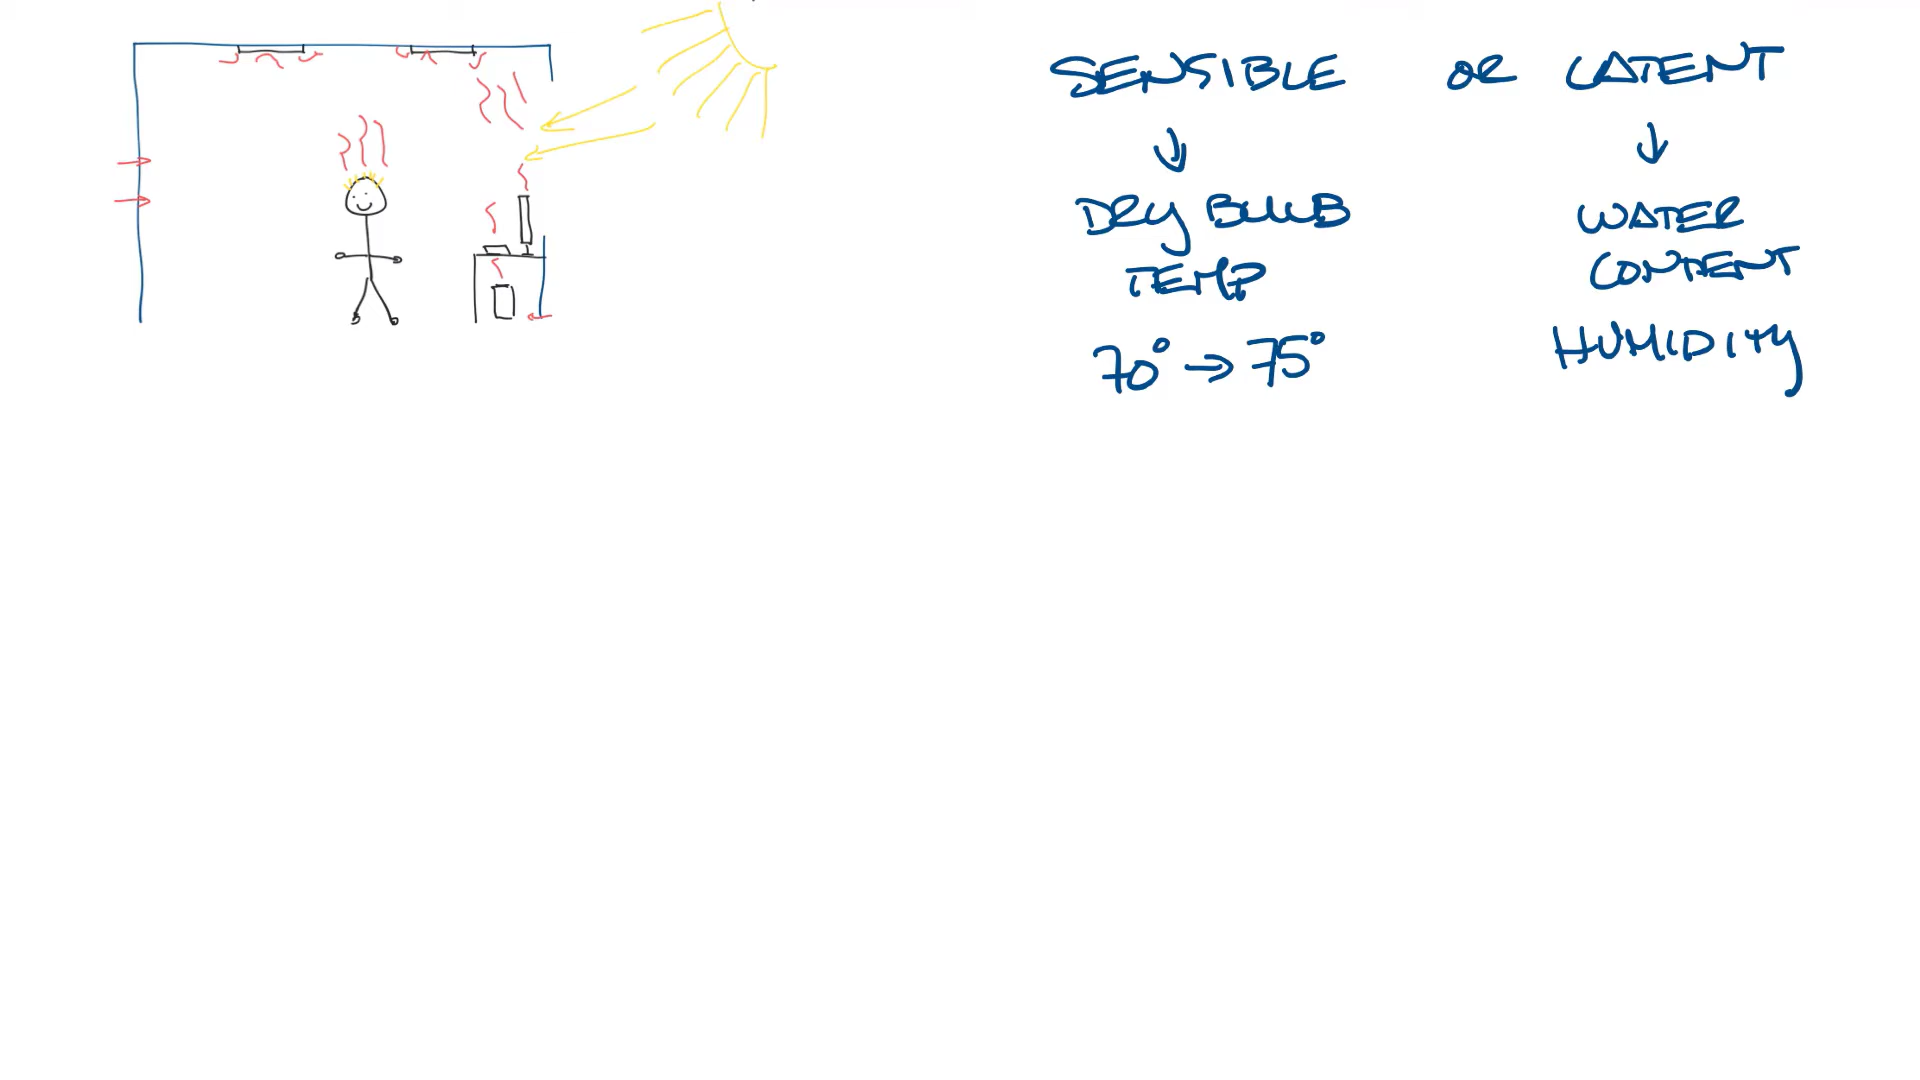 SENSIBLE OR LATENT
DRY BULB
TEMP
70° → 75°
WATER
CONTENT
HUMIDITY